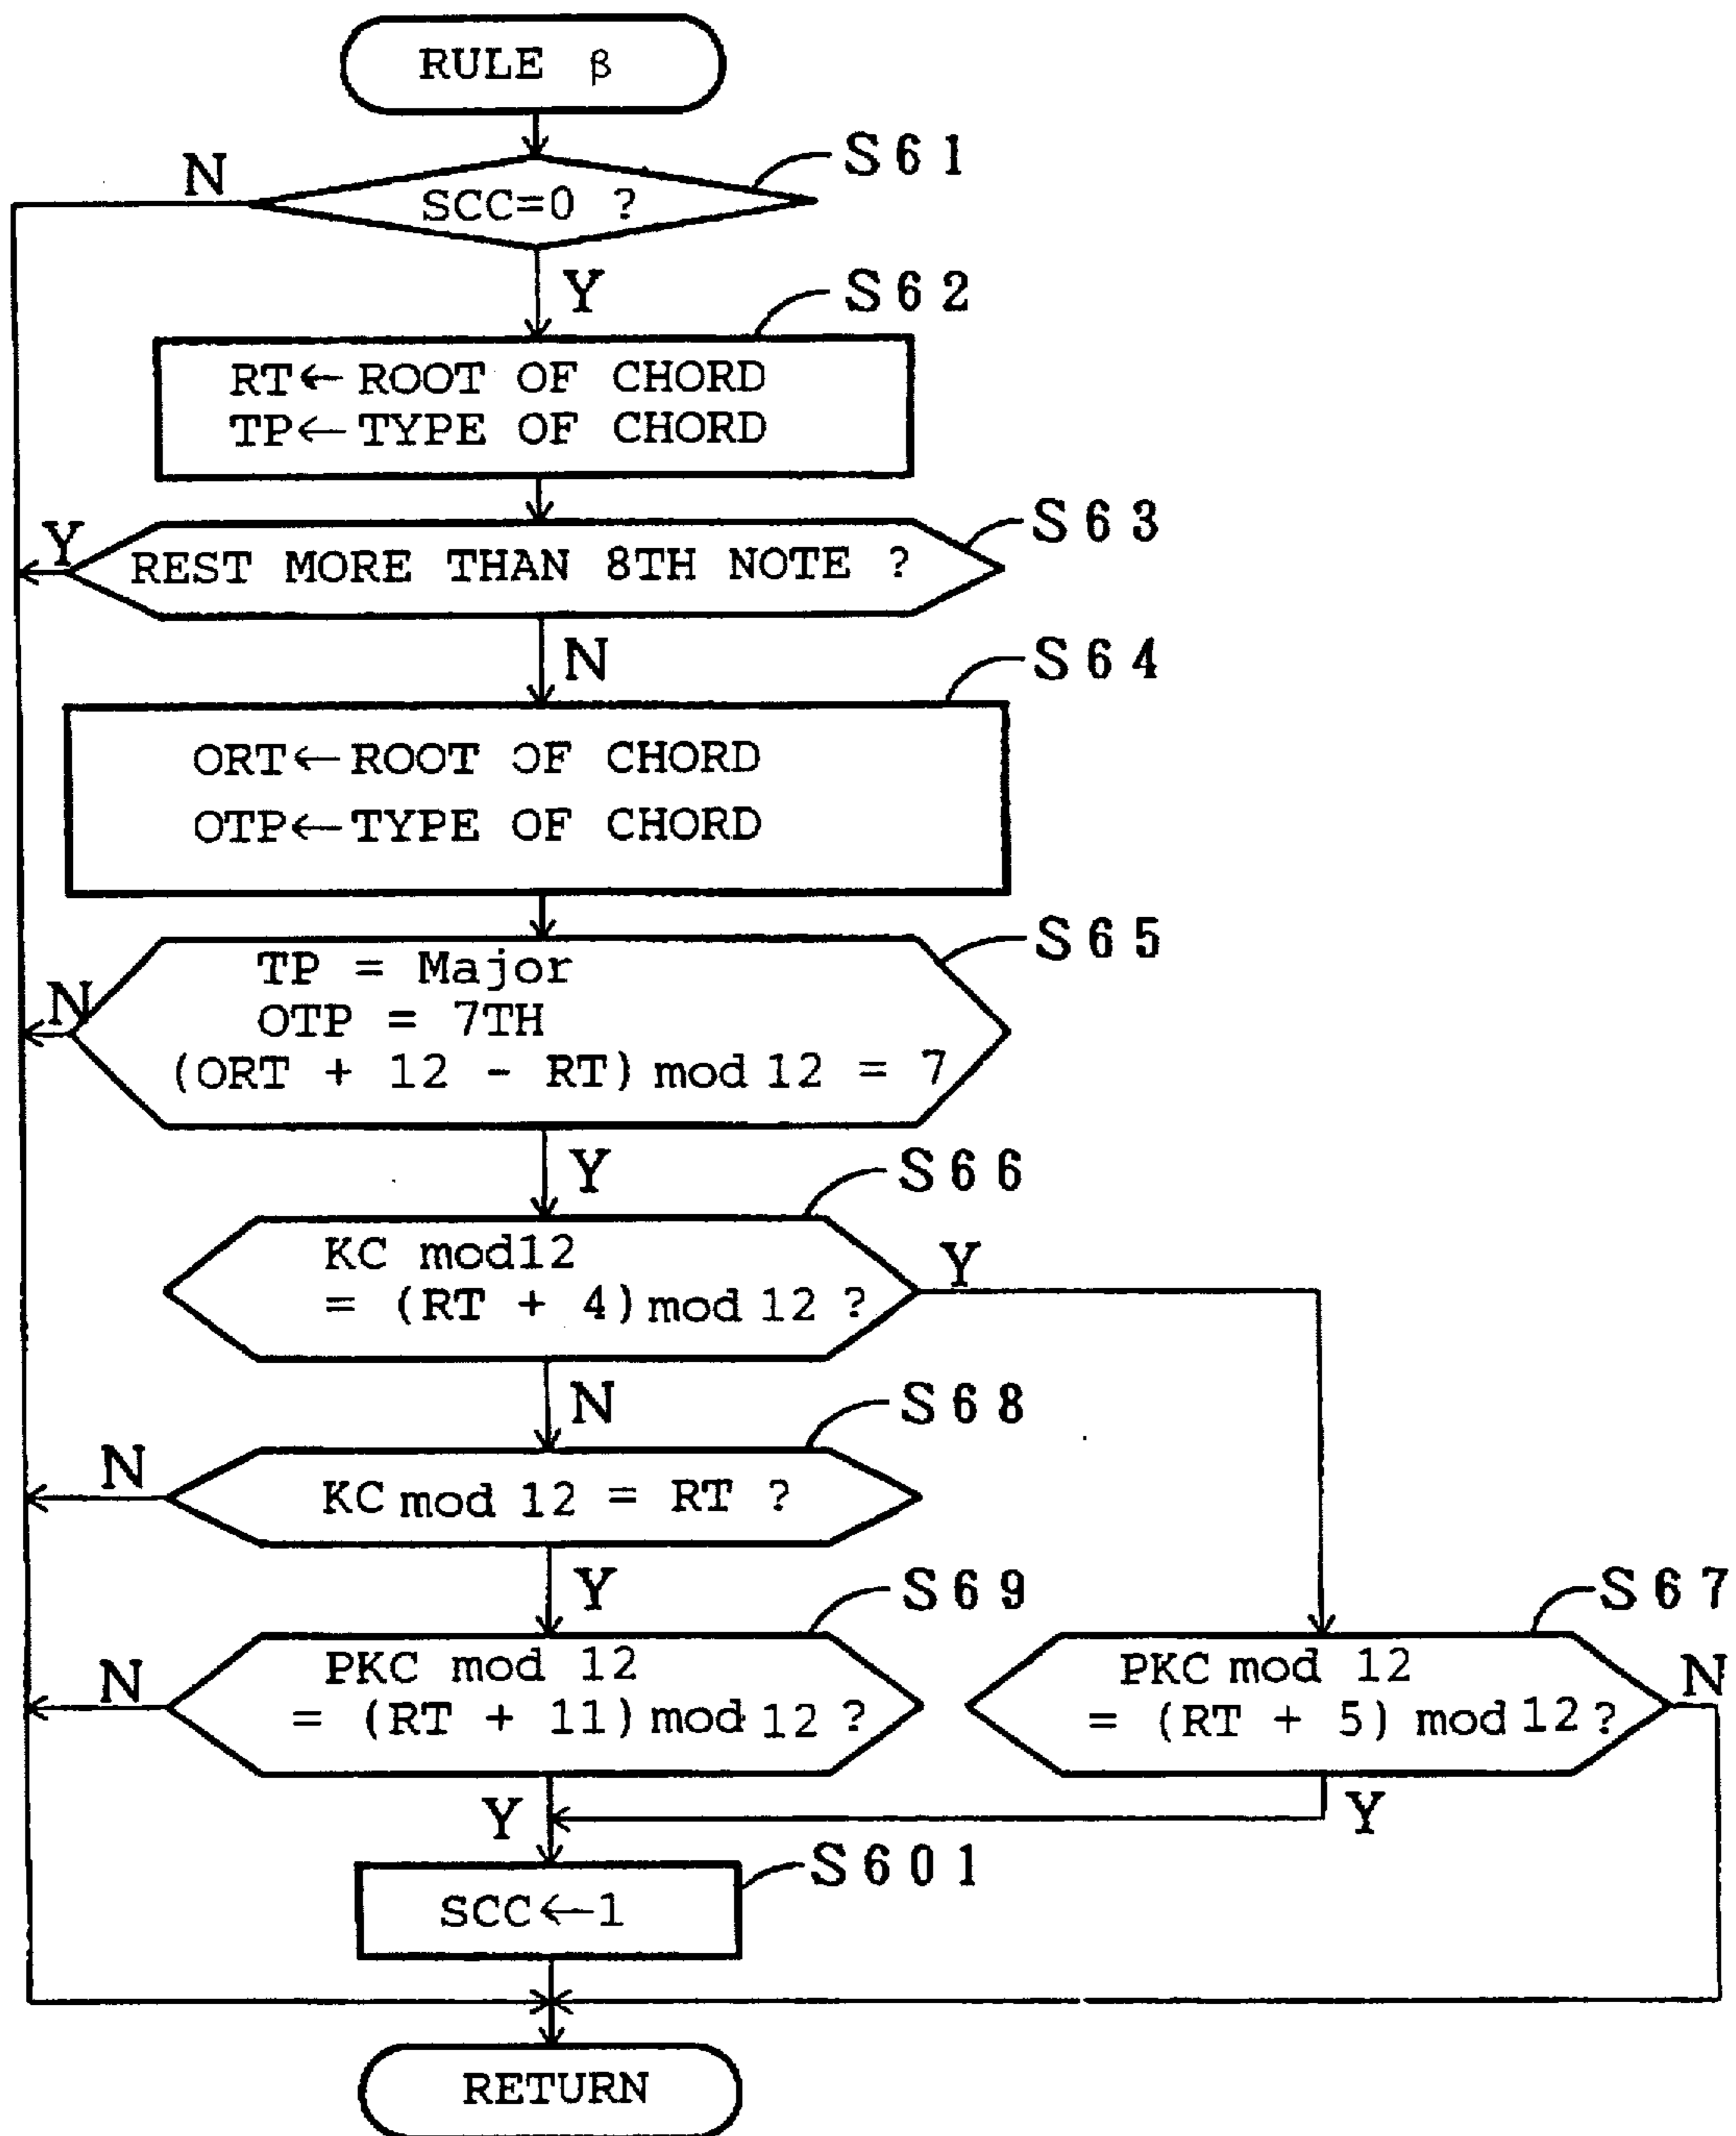 RULE β
S61
N
SCC=0 ?
Y
S62
RT←ROOT OF CHORD
TP←TYPE OF CHORD
S63
Y
REST MORE THAN 8TH NOTE ?
N
S64
ORT←ROOT OF CHORD
OTP←TYPE OF CHORD
S65
N
TP = Major
OTP = 7TH
(ORT + 12 - RT) mod 12 = 7
Y
S66
KC mod12
= (RT + 4) mod 12 ?
Y
N
S68
N
KC mod 12 = RT ?
Y
S69
S67
N
PKC mod 12
= (RT + 11) mod 12 ?
PKC mod 12
= (RT + 5) mod 12 ?
N
Y
Y
S601
SCC←1
RETURN